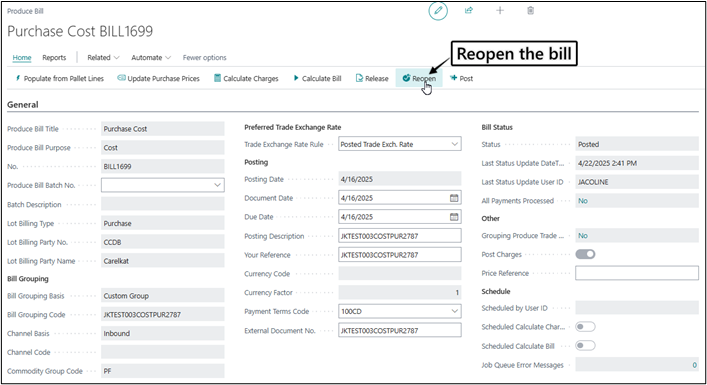 Produce Bill
Purchase Cost BILL1699
Home Reports Related Automate Fewer options
Reopen the bill
Populate from Pallet Lines Update Purchase Prices Calculate Charges Calculate Bill Release Reopen Post
General
Produce Bill Title Purchase Cost
Produce Bill Purpose Cost
No. BILL1699
Produce Bill Batch No.
Batch Description
Lot Billing Type Purchase
Lot Billing Party No. CCDB
Lot Billing Party Name Carelkat
Bill Grouping
Bill Grouping Basis Custom Group
Bill Grouping Code JKTEST003COSTPUR2787
Channel Basis Inbound
Channel Code
Commodity Group Code PF
Preferred Trade Exchange Rate
Trade Exchange Rate Rule Posted Trade Exch. Rate
Posting
Posting Date 4/16/2025
Document Date 4/16/2025
Due Date 4/16/2025
Posting Description JKTEST003COSTPUR2787
Your Reference JKTEST003COSTPUR2787
Currency Code
Currency Factor 1
Payment Terms Code 100CD
External Document No. JKTEST003COSTPUR2787
Bill Status
Status Posted
Last Status Update DateT... 4/22/2025 2:41 PM
Last Status Update User ID JACOLINE
All Payments Processed No
Other
Grouping Produce Trade ... No
Post Charges
Price Reference
Schedule
Scheduled by User ID
Scheduled Calculate Char...
Scheduled Calculate Bill
Job Queue Error Messages 0